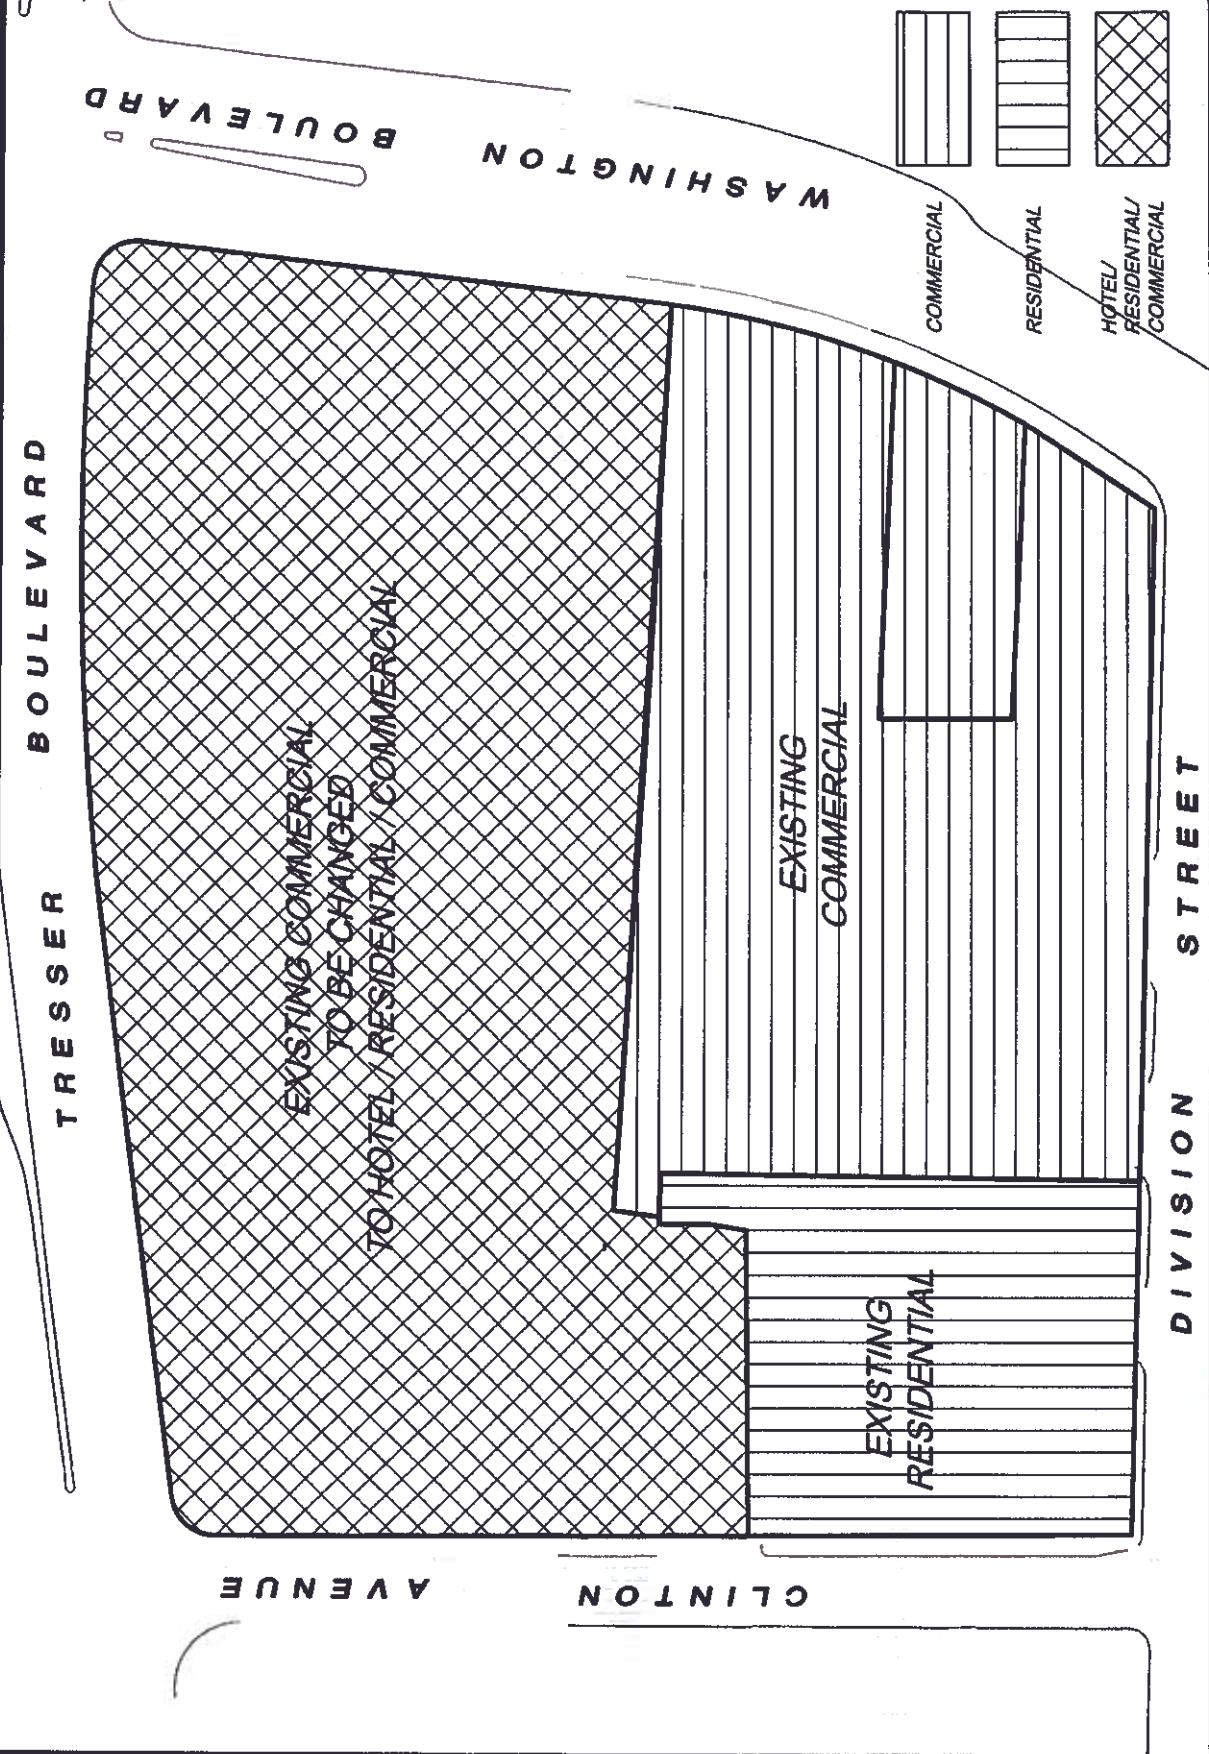 TRESSER BOULEVARD
WASHINGTON BOULEVARD
EXISTING COMMERCIAL
TO BE CHANGED
TO HOTEL / RESIDENTIAL / COMMERCIAL
EXISTING
COMMERCIAL
EXISTING
RESIDENTIAL
CLINTON AVENUE
DIVISION STREET
COMMERCIAL
RESIDENTIAL
HOTEL/
RESIDENTIAL/
COMMERCIAL